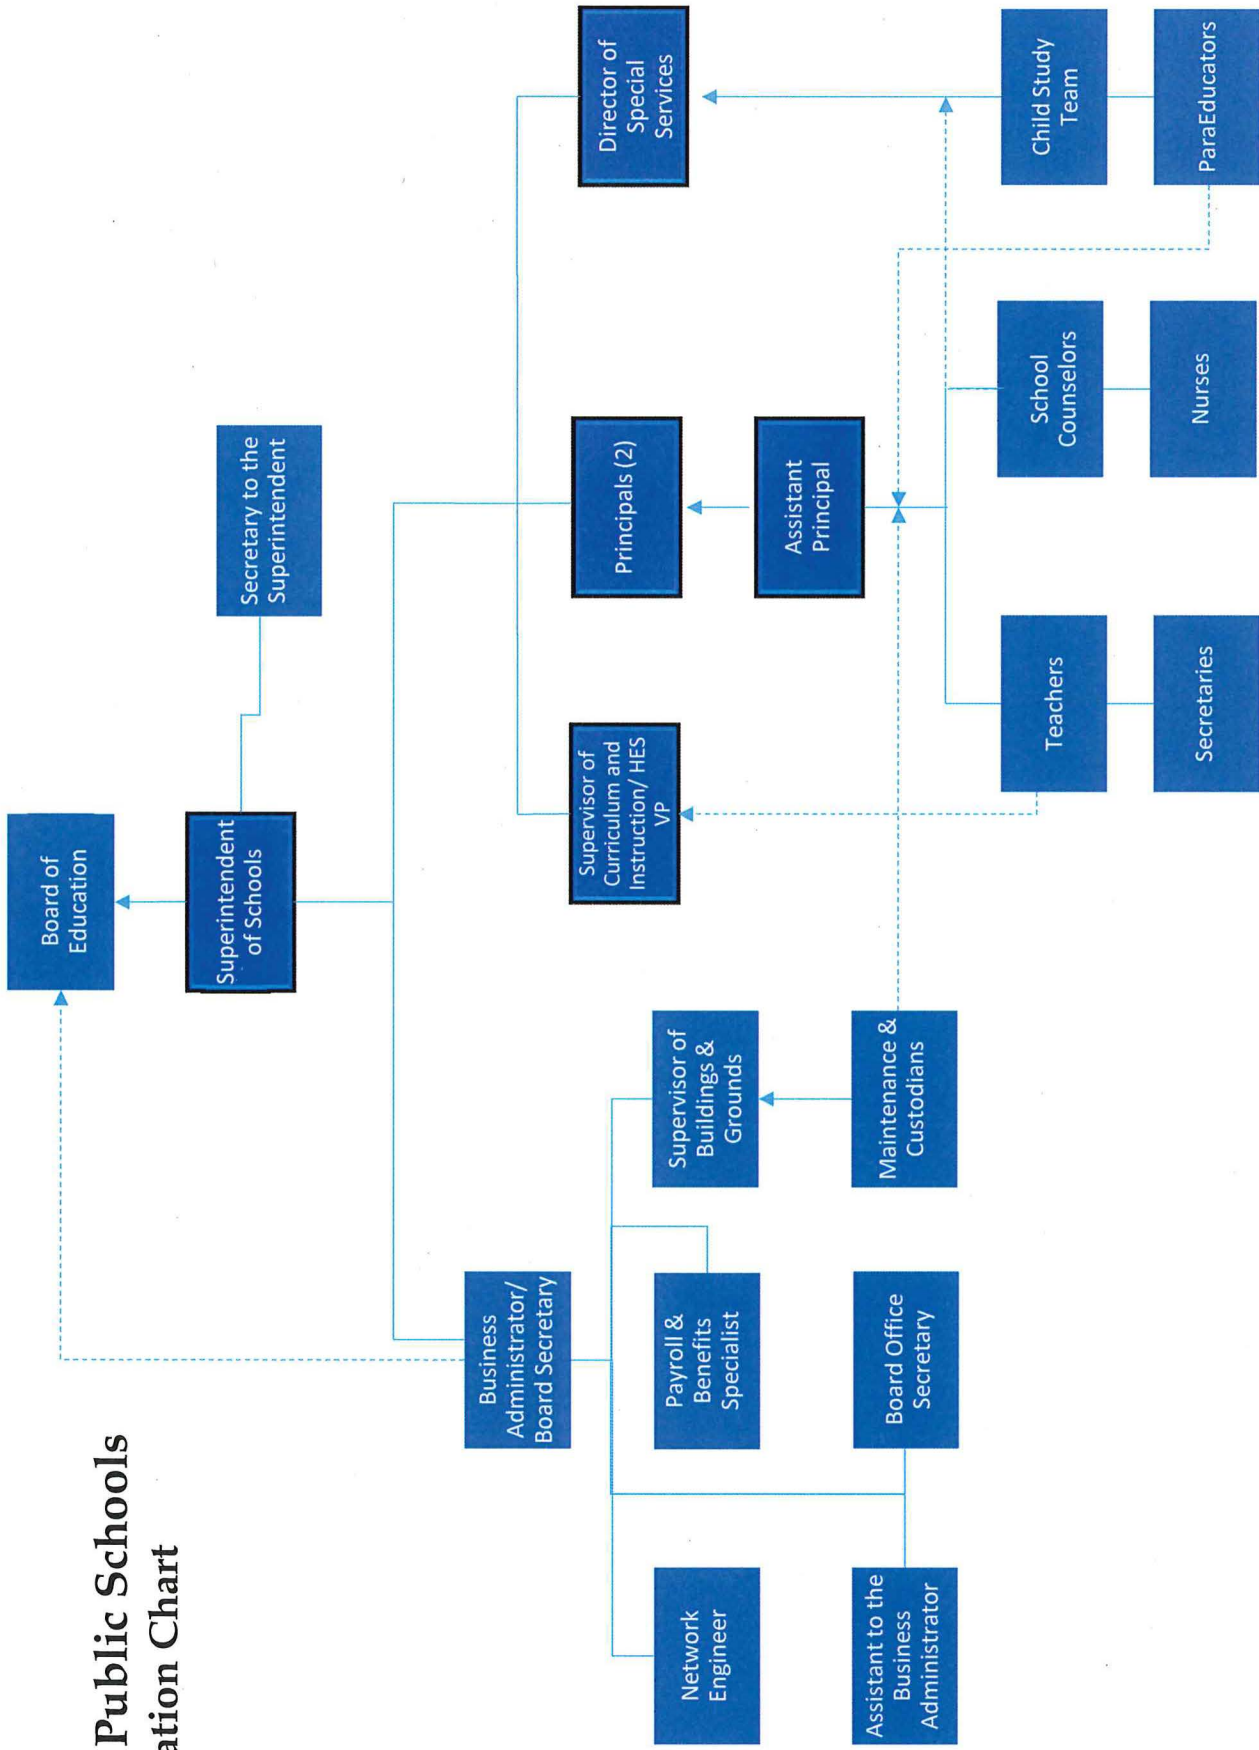 Public Schools
ation Chart
Board of
Education
Superintendent
of Schools
Secretary to the
Superintendent
Business
Administrator/
Board Secretary
Supervisor of
Curriculum and
Instruction/ HES
VP
Principals (2)
Director of
Special
Services
Network
Engineer
Payroll &
Benefits
Specialist
Supervisor of
Buildings &
Grounds
Assistant
Principal
Assistant to the
Business
Administrator
Board Office
Secretary
Maintenance &
Custodians
Teachers
School
Counselors
Child Study
Team
Secretaries
Nurses
ParaEducators